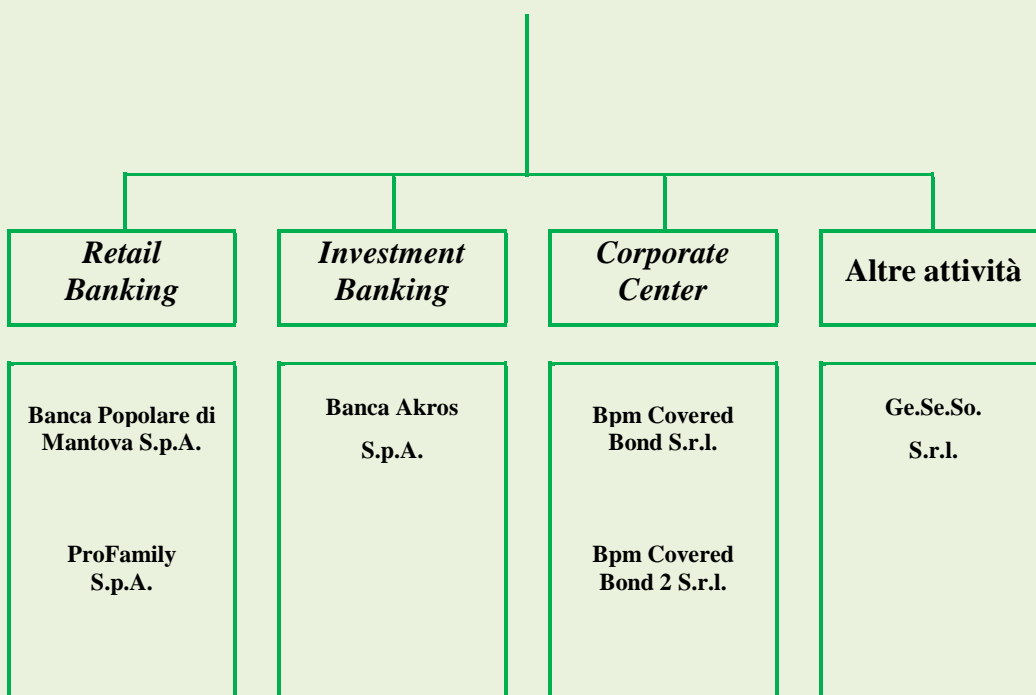 Retail
Banking
Investment
Banking
Corporate
Center
Altre attività
Banca Popolare di
Mantova S.p.A.
ProFamily
S.p.A.
Banca Akros
S.p.A.
Bpm Covered
Bond S.r.l.
Bpm Covered
Bond 2 S.r.l.
Ge.Se.So.
S.r.l.